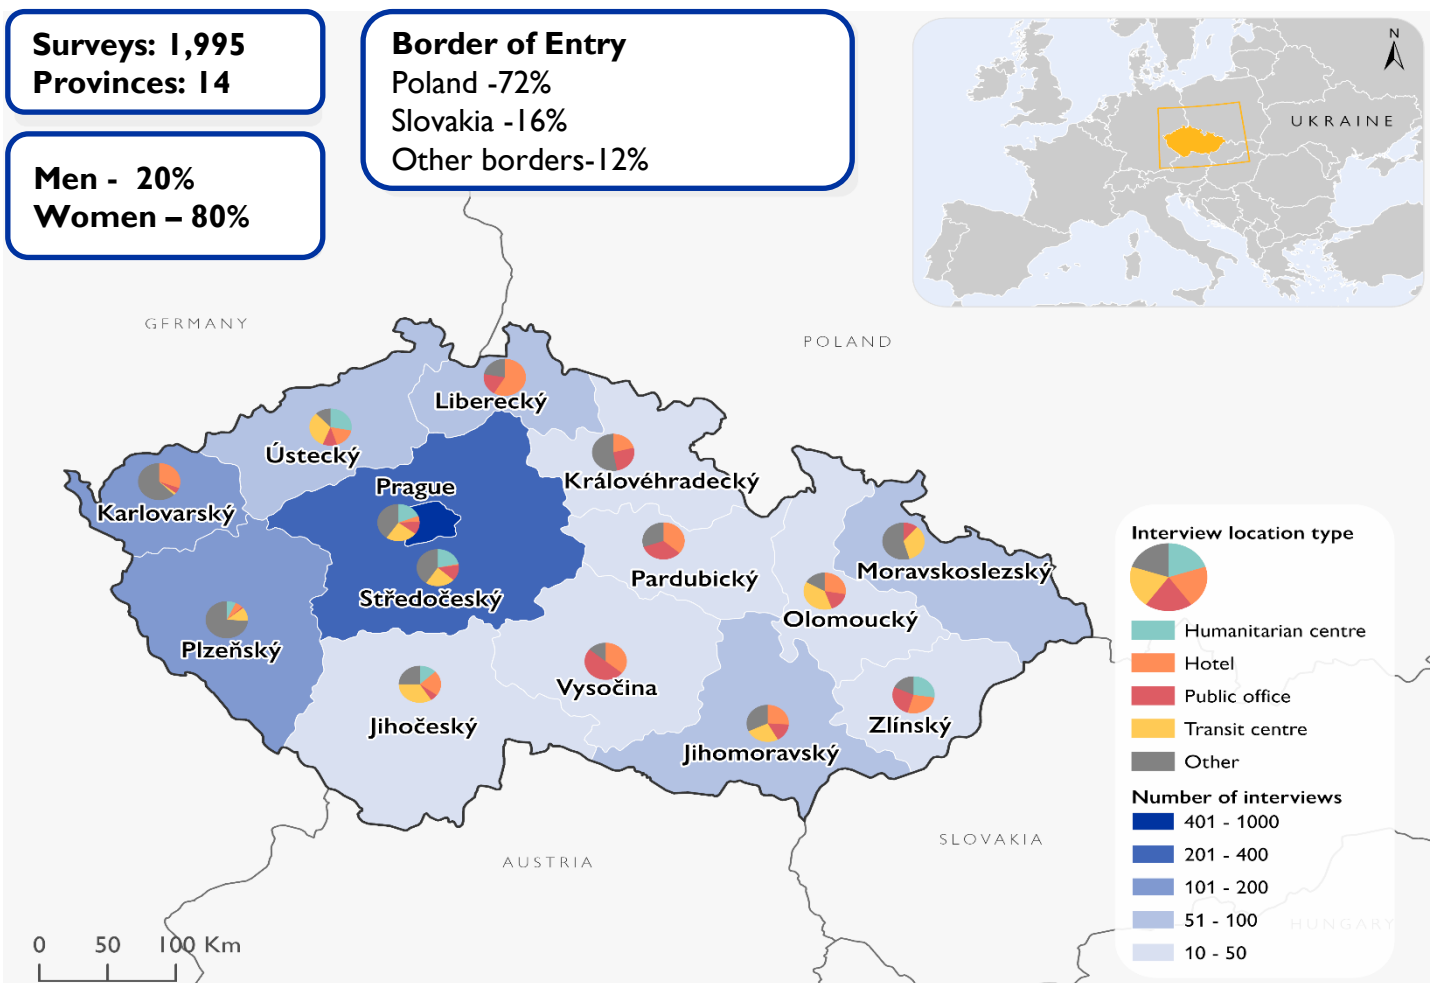 Surveys: 1,995
Provinces: 14
Men - 20%
Women – 80%
Border of Entry
Poland -72%
Slovakia -16%
Other borders-12%
N
UKRAINE
GERMANY
POLAND
Liberecký
Ústecký
Královéhradecký
Prague
Karlovarský
Moravskoslezský
Pardubický
Středočeský
Olomoucký
Plzeňský
Vysočina
Jihočeský
Zlínský
Jihomoravský
SLOVAKIA
AUSTRIA
HUNGARY
Interview location type
Humanitarian centre
Hotel
Public office
Transit centre
Other
Number of interviews
401 - 1000
201 - 400
101 - 200
51 - 100
10 - 50
0 50 100 Km